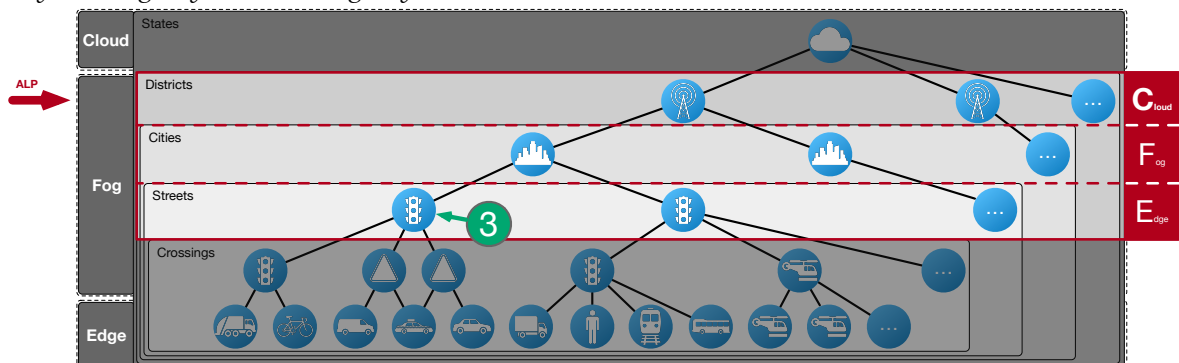 States
Cloud
ALP
Districts
...
Cloud
Cities
...
Fog
Fog
Streets
3
...
Edge
Crossings
...
Edge
...